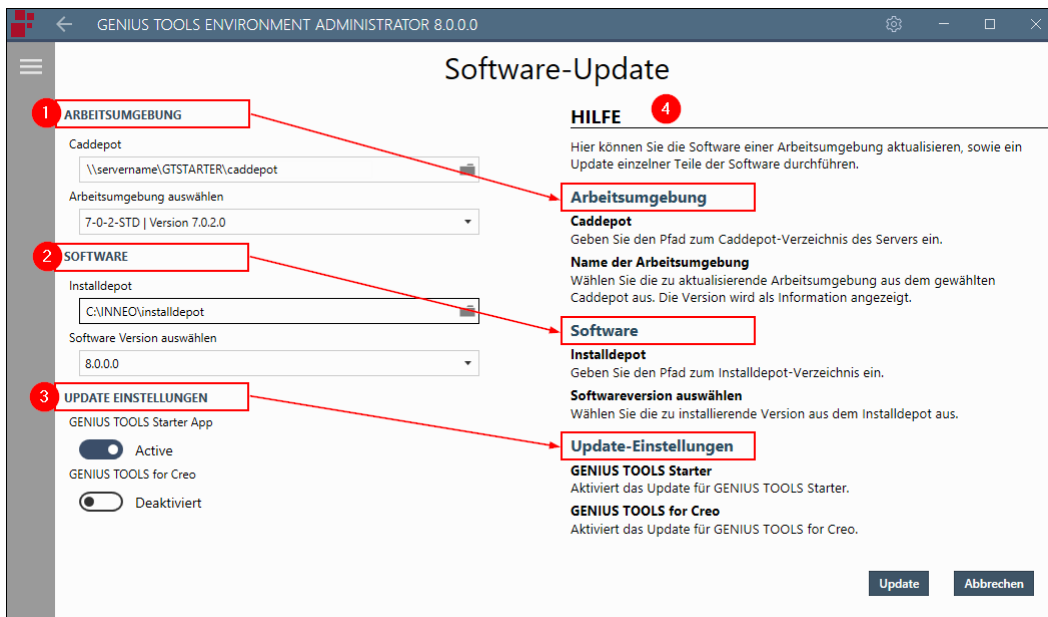 GENIUS TOOLS ENVIRONMENT ADMINISTRATOR 8.0.0.0
Software-Update
1
ARBEITSUMGEBUNG
Caddepot
\\servername\GTSTARTER\caddepot
Arbeitsumgebung auswählen
7-0-2-STD | Version 7.0.2.0
2
SOFTWARE
Installdepot
C:\INNEO\installdepot
Software Version auswählen
8.0.0.0
3
UPDATE EINSTELLUNGEN
GENIUS TOOLS Starter App
Active
GENIUS TOOLS for Creo
Deaktiviert
HILFE
4
Hier können Sie die Software einer Arbeitsumgebung aktualisieren, sowie ein
Update einzelner Teile der Software durchführen.
Arbeitsumgebung
Caddepot
Geben Sie den Pfad zum Caddepot-Verzeichnis des Servers ein.
Name der Arbeitsumgebung
Wählen Sie die zu aktualisierende Arbeitsumgebung aus dem gewählten
Caddepot aus. Die Version wird als Information angezeigt.
Software
Installdepot
Geben Sie den Pfad zum Installdepot-Verzeichnis ein.
Softwareversion auswählen
Wählen Sie die zu installierende Version aus dem Installdepot aus.
Update-Einstellungen
GENIUS TOOLS Starter
Aktiviert das Update für GENIUS TOOLS Starter.
GENIUS TOOLS for Creo
Aktiviert das Update für GENIUS TOOLS for Creo.
Update
Abbrechen